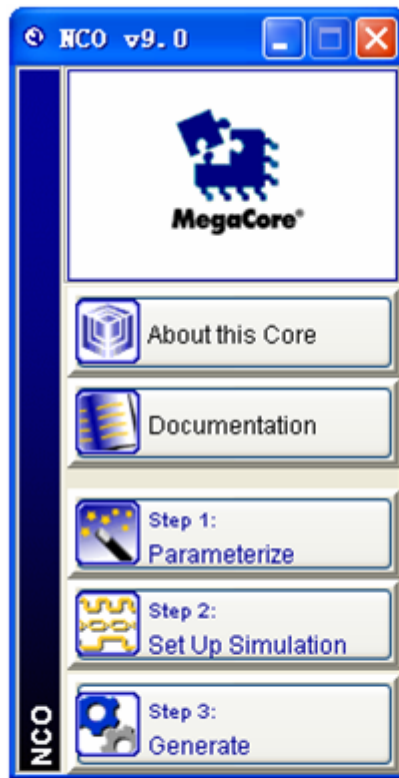 NCO v9.0
MegaCore®
About this Core
Documentation
Step 1:
Parameterize
Step 2:
Set Up Simulation
Step 3:
Generate
NCO